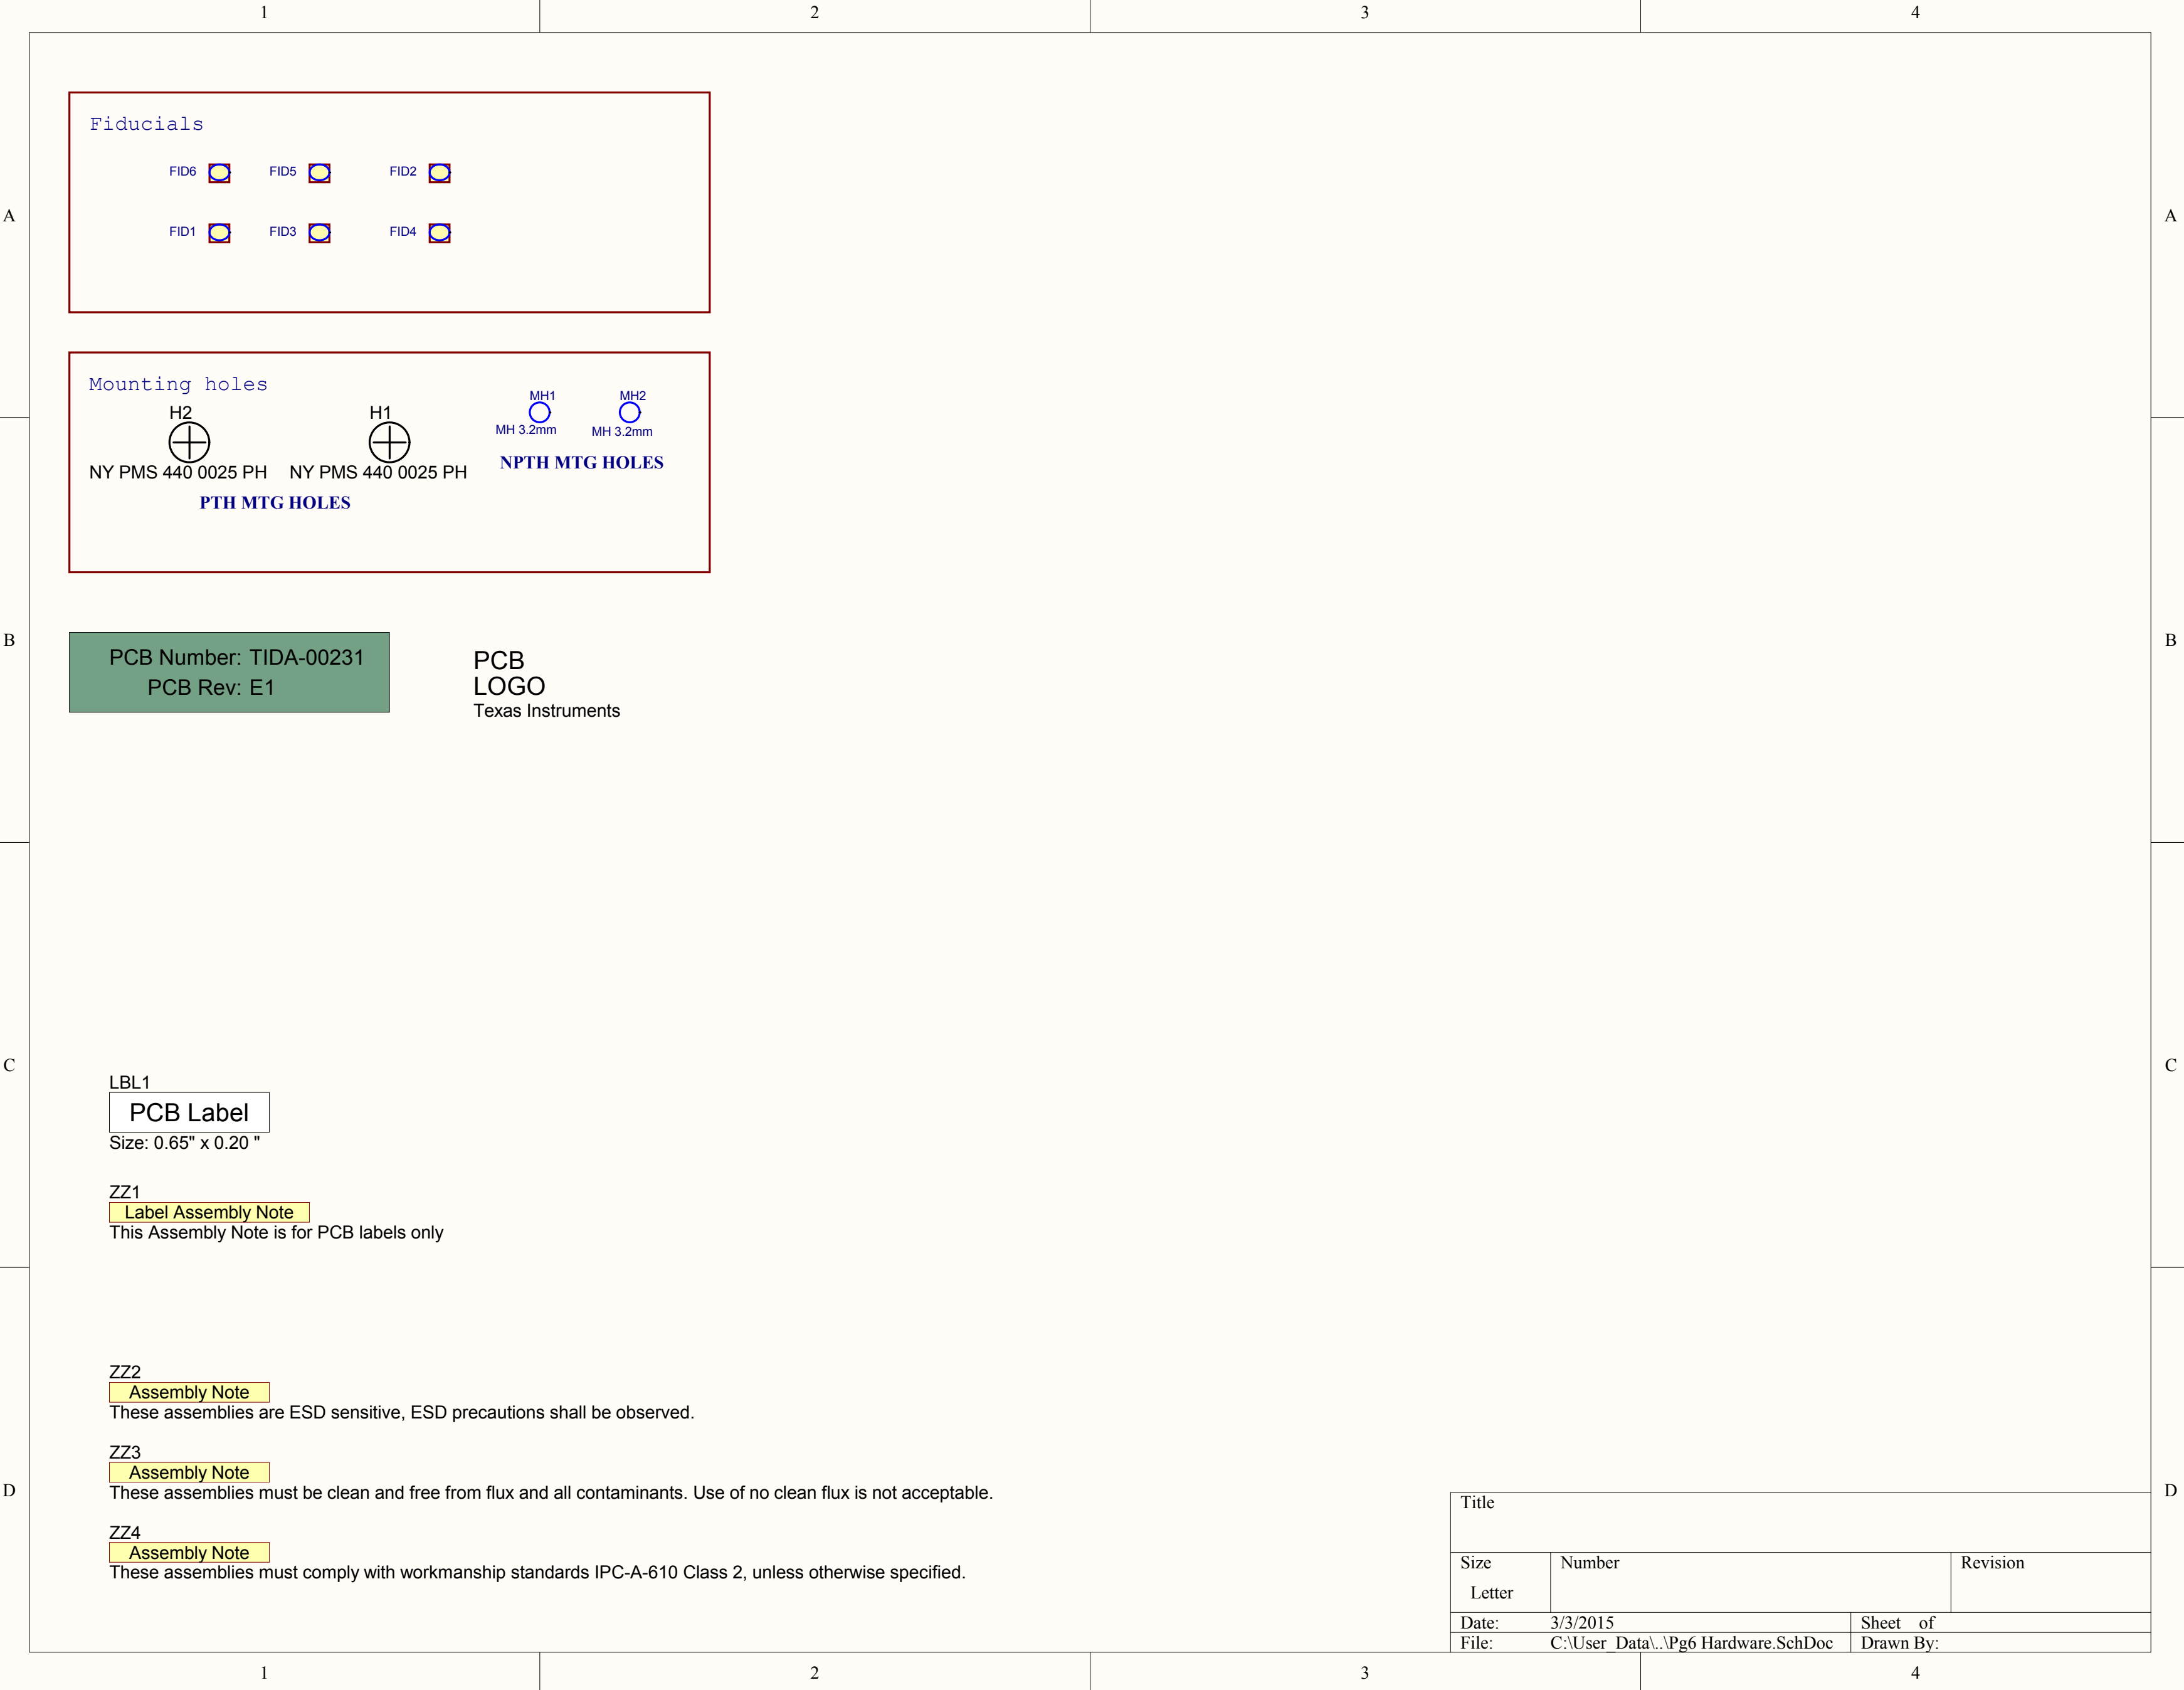 1 2 3 4
A A
B B
C C
D D
Fiducials
FID6 FID5 FID2
FID1 FID3 FID4
Mounting holes
H2 H1
NY PMS 440 0025 PH NY PMS 440 0025 PH
PTH MTG HOLES
MH1 MH2
MH 3.2mm MH 3.2mm
NPTH MTG HOLES
PCB Number: TIDA-00231
PCB Rev: E1
PCB
LOGO
Texas Instruments
LBL1
PCB Label
Size: 0.65" x 0.20 "
ZZ1
Label Assembly Note
This Assembly Note is for PCB labels only
ZZ2
Assembly Note
These assemblies are ESD sensitive, ESD precautions shall be observed.
ZZ3
Assembly Note
These assemblies must be clean and free from flux and all contaminants. Use of no clean flux is not acceptable.
ZZ4
Assembly Note
These assemblies must comply with workmanship standards IPC-A-610 Class 2, unless otherwise specified.
Title
Size Number Revision
Letter
Date: 3/3/2015 Sheet of
File: C:\User_Data\..\Pg6 Hardware.SchDoc Drawn By:
1 2 3 4